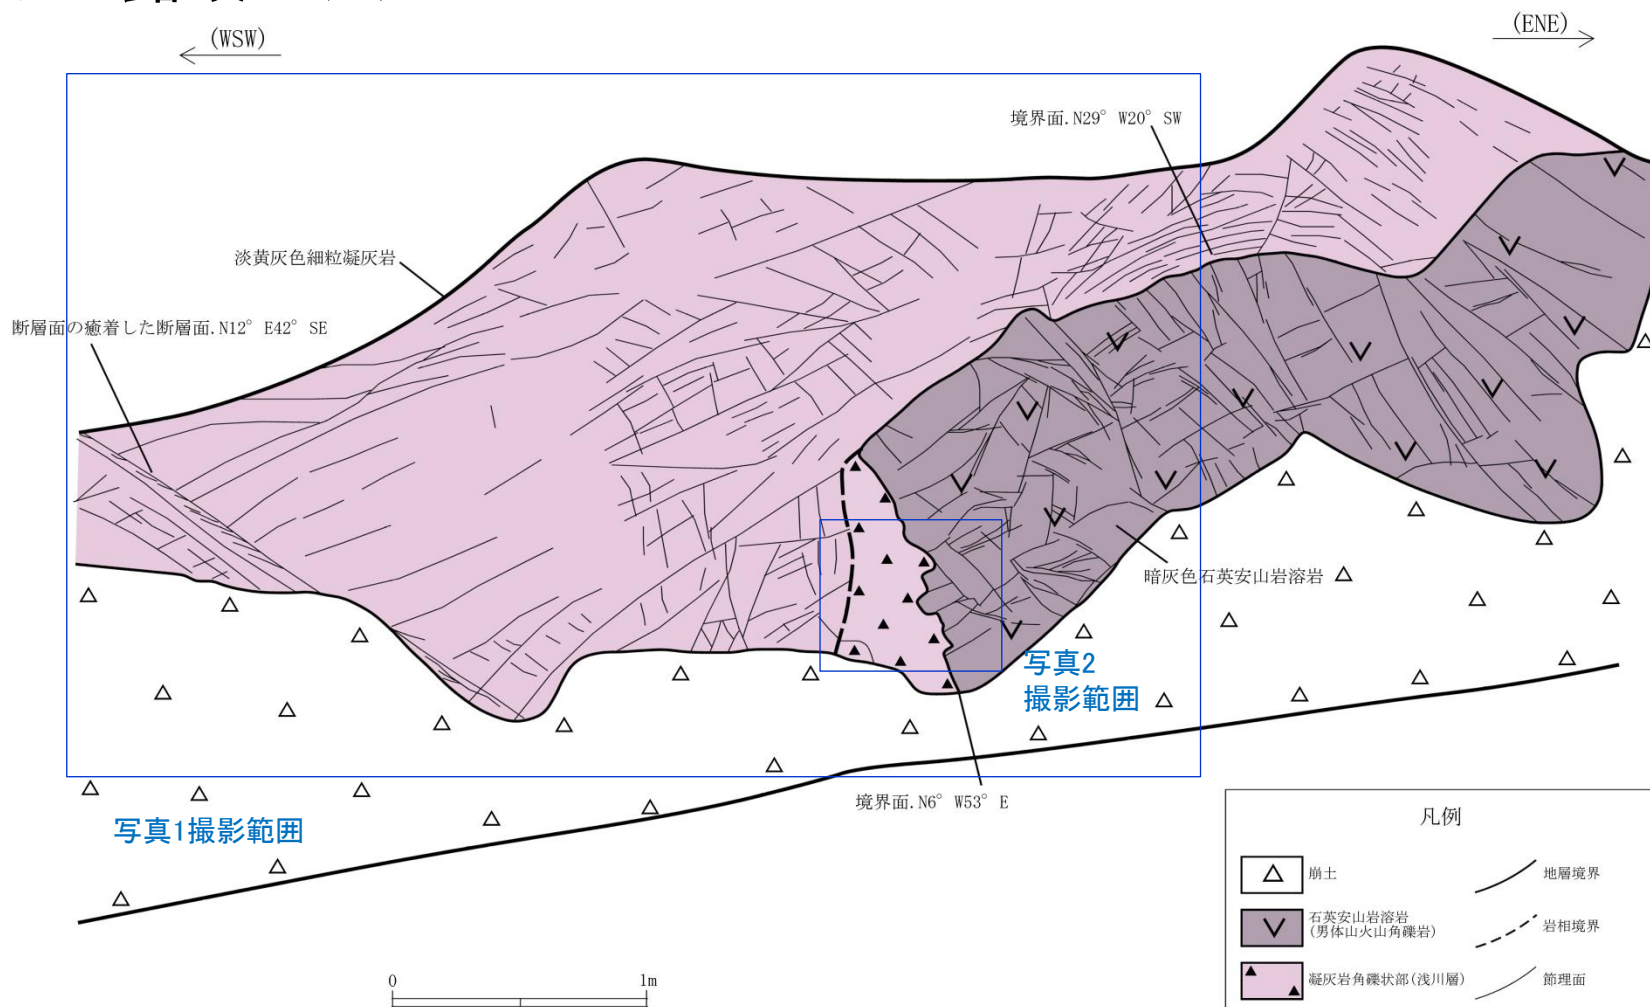 (WSW)
(ENE)
境界面.N29° W20° SW
淡黄灰色細粒凝灰岩
断層面の癒着した断層面.N12° E42° SE
暗灰色石英安山岩溶岩
写真2
撮影範囲
境界面.N6° W53° E
写真1撮影範囲
凡例
崩土
地層境界
石英安山岩溶岩
(男体山火山角礫岩)
岩相境界
凝灰岩角礫状部(浅川層)
節理面
0
1m